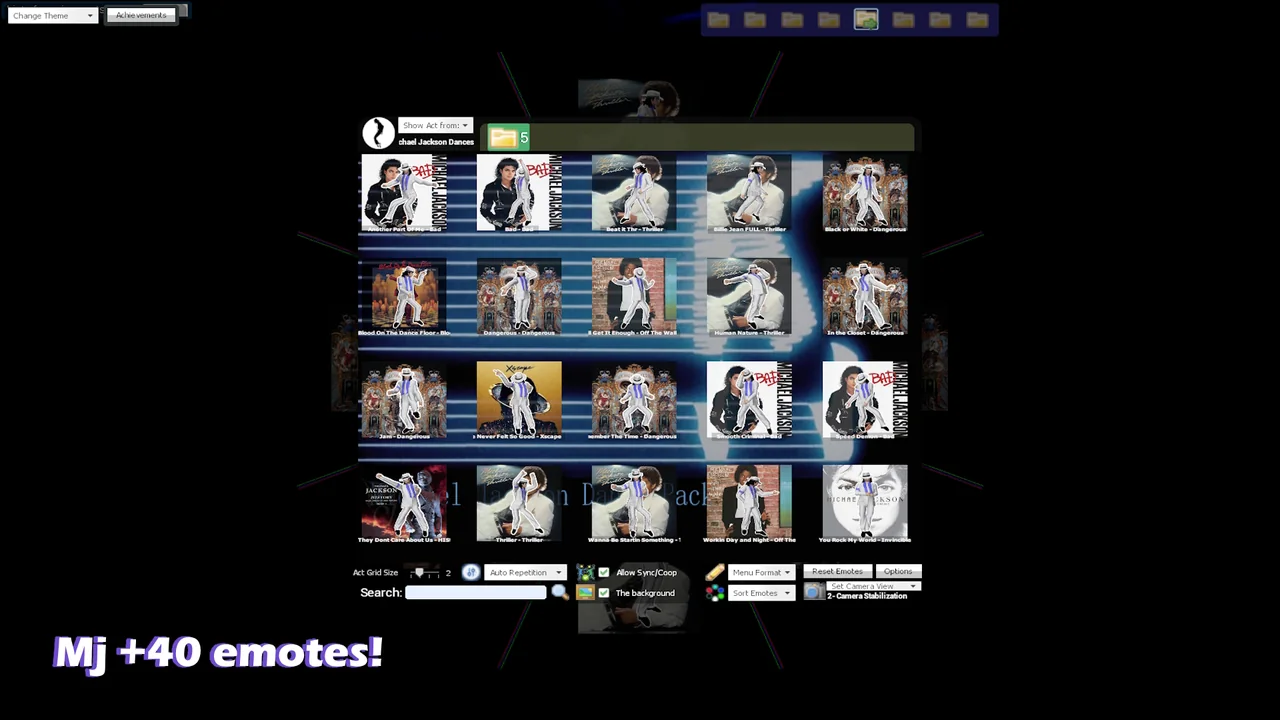 Change Theme
Achievements
Show Act from:
chael Jackson Dances
5
Another Part Of Me - Bad
Bad - Bad
Beat it Thr - Thriller
Billie Jean FULL - Thriller
Black or White - Dangerous
Blood On The Dance Floor - Blo
Dangerous - Dangerous
ll Get It Enough - Off The Wall
Human Nature - Thriller
In the Closet - Dangerous
Jam - Dangerous
e Never Felt So Good - Xscape
member The Time - Dangerous
Smooth Criminal - Bad
Speed Demon - Bad
They Dont Care About Us - HIS
Thriller - Thriller
Wanna Be Startin Something -
Workin Day and Night - Off The
You Rock My World - Invincible
Act Grid Size
2
Auto Repetition
Allow Sync/Coop
Menu Format
Reset Emotes
Options
Search:
The background
Sort Emotes
Set Camera View
2- Camera Stabilization
Mj +40 emotes!